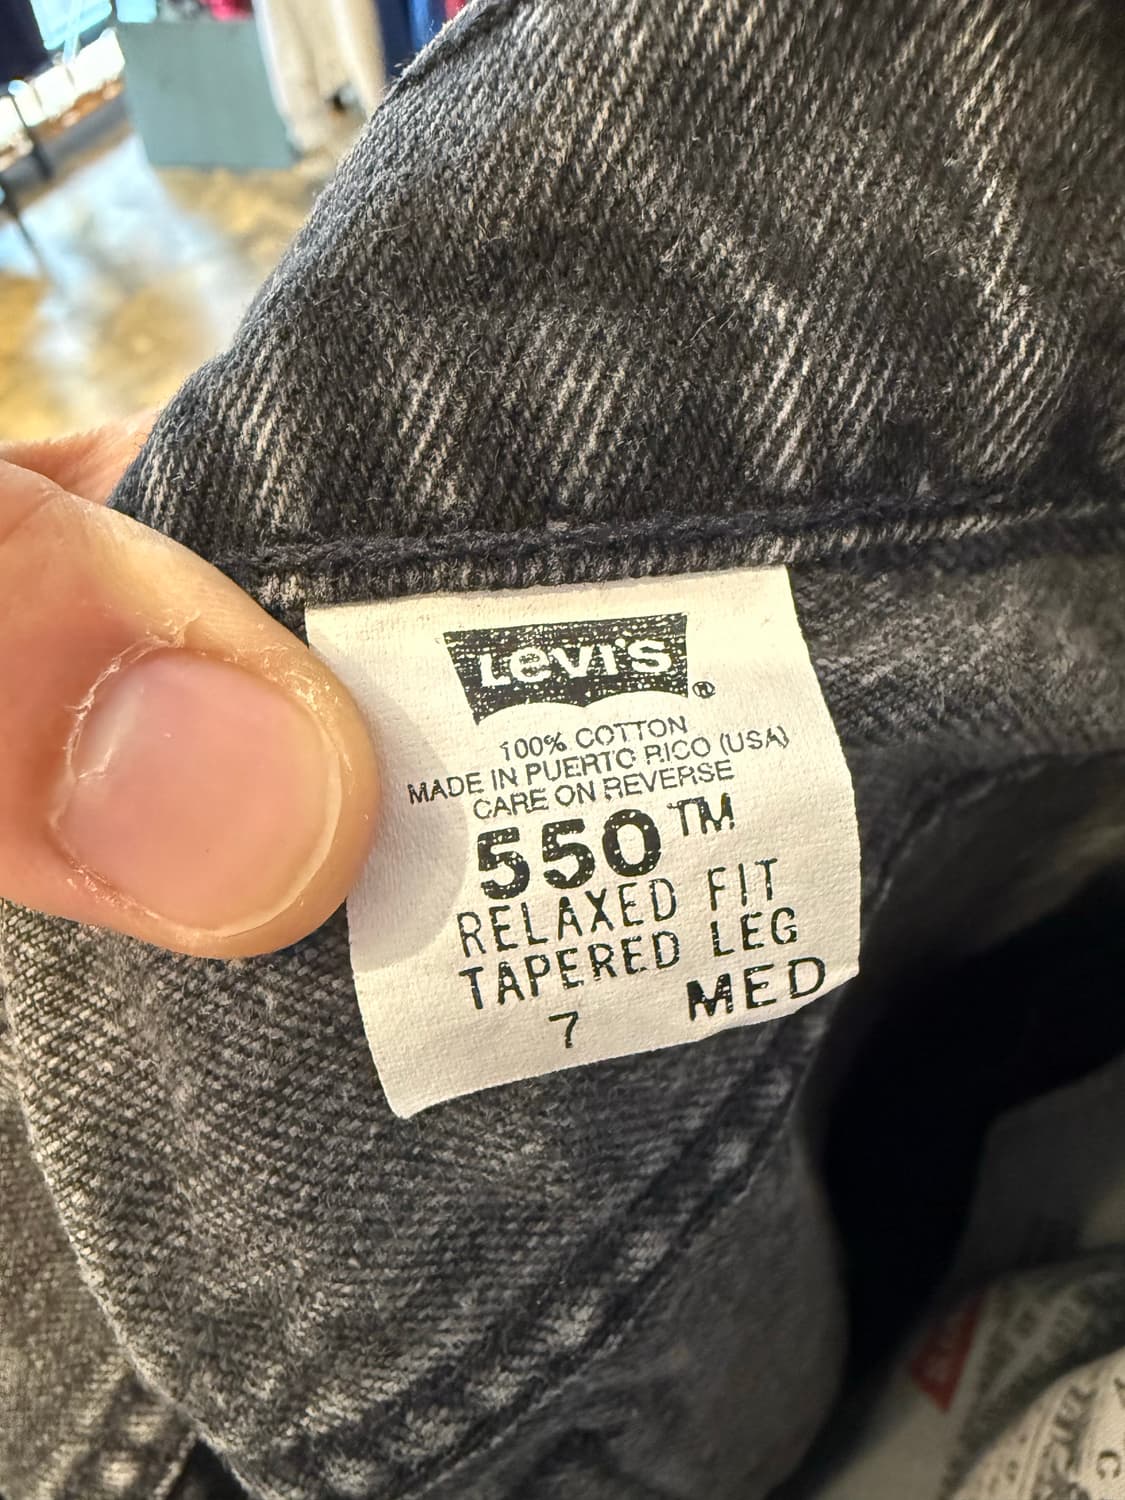 Levi's ®
100% COTTON
MADE IN PUERTO RICO (USA)
CARE ON REVERSE
550™
RELAXED FIT
TAPERED LEG
7 MED